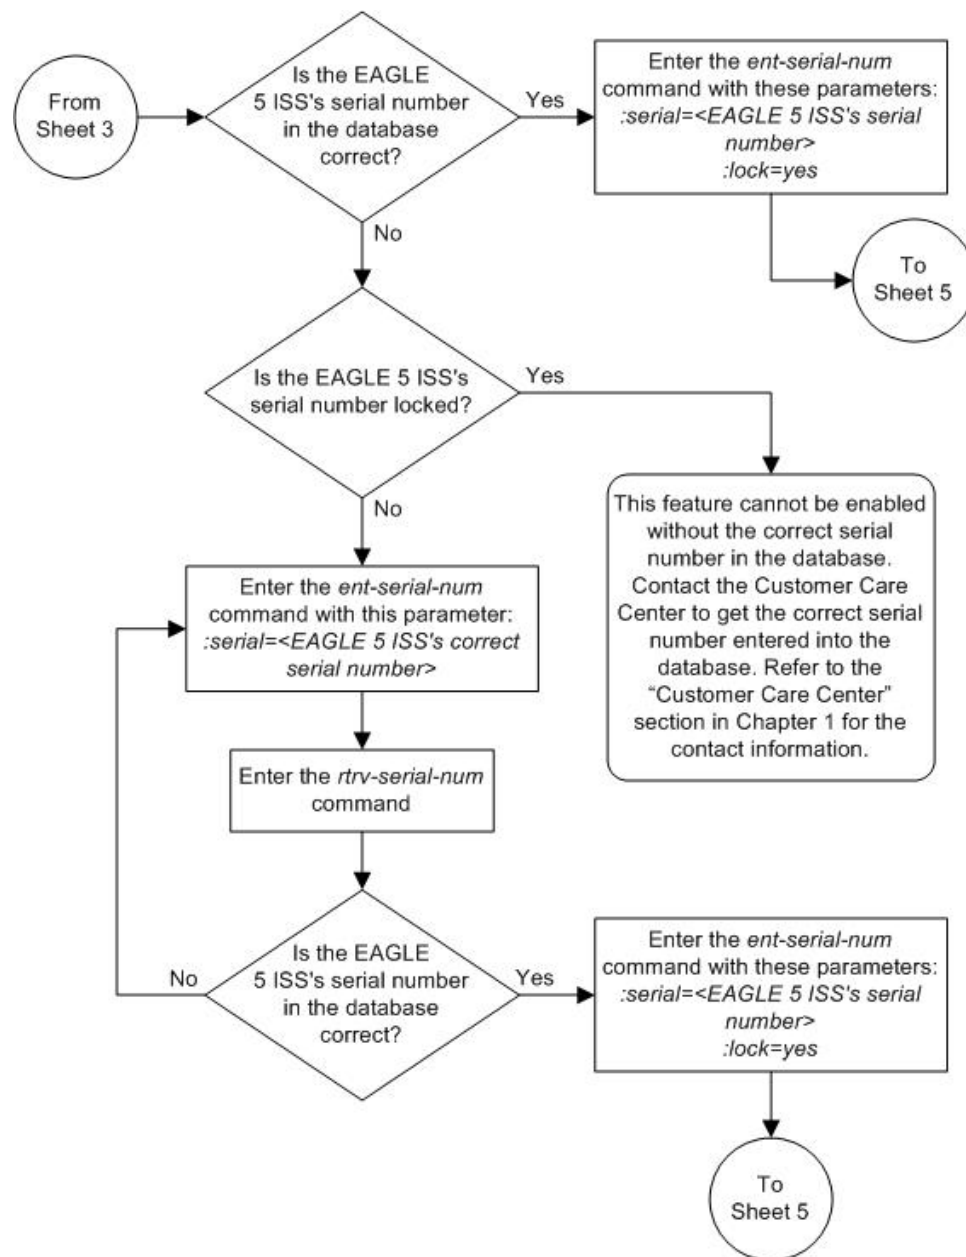 From
Sheet 3
Is the EAGLE
5 ISS's serial number
in the database
correct?
Yes
Enter the ent-serial-num
command with these parameters:
:serial=<EAGLE 5 ISS's serial
number>
:lock=yes
No
To
Sheet 5
Is the EAGLE 5 ISS's
serial number locked?
Yes
No
This feature cannot be enabled
without the correct serial
number in the database.
Contact the Customer Care
Center to get the correct serial
number entered into the
database. Refer to the
“Customer Care Center”
section in Chapter 1 for the
contact information.
Enter the ent-serial-num
command with this parameter:
:serial=<EAGLE 5 ISS's correct
serial number>
Enter the rtrv-serial-num
command
Is the EAGLE
5 ISS's serial number
in the database
correct?
No
Yes
Enter the ent-serial-num
command with these parameters:
:serial=<EAGLE 5 ISS's serial
number>
:lock=yes
To
Sheet 5